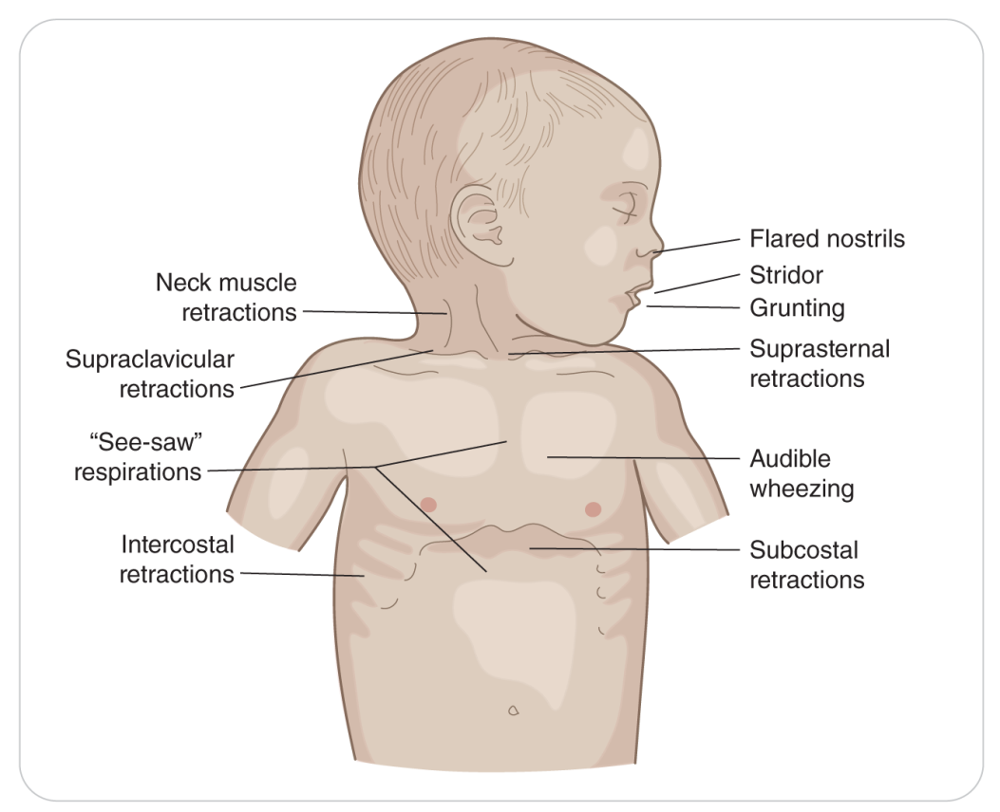 Flared nostrils
Stridor
Neck muscle
retractions
Grunting
Supraclavicular
retractions
Suprasternal
retractions
“See-saw”
respirations
Audible
wheezing
Intercostal
retractions
Subcostal
retractions